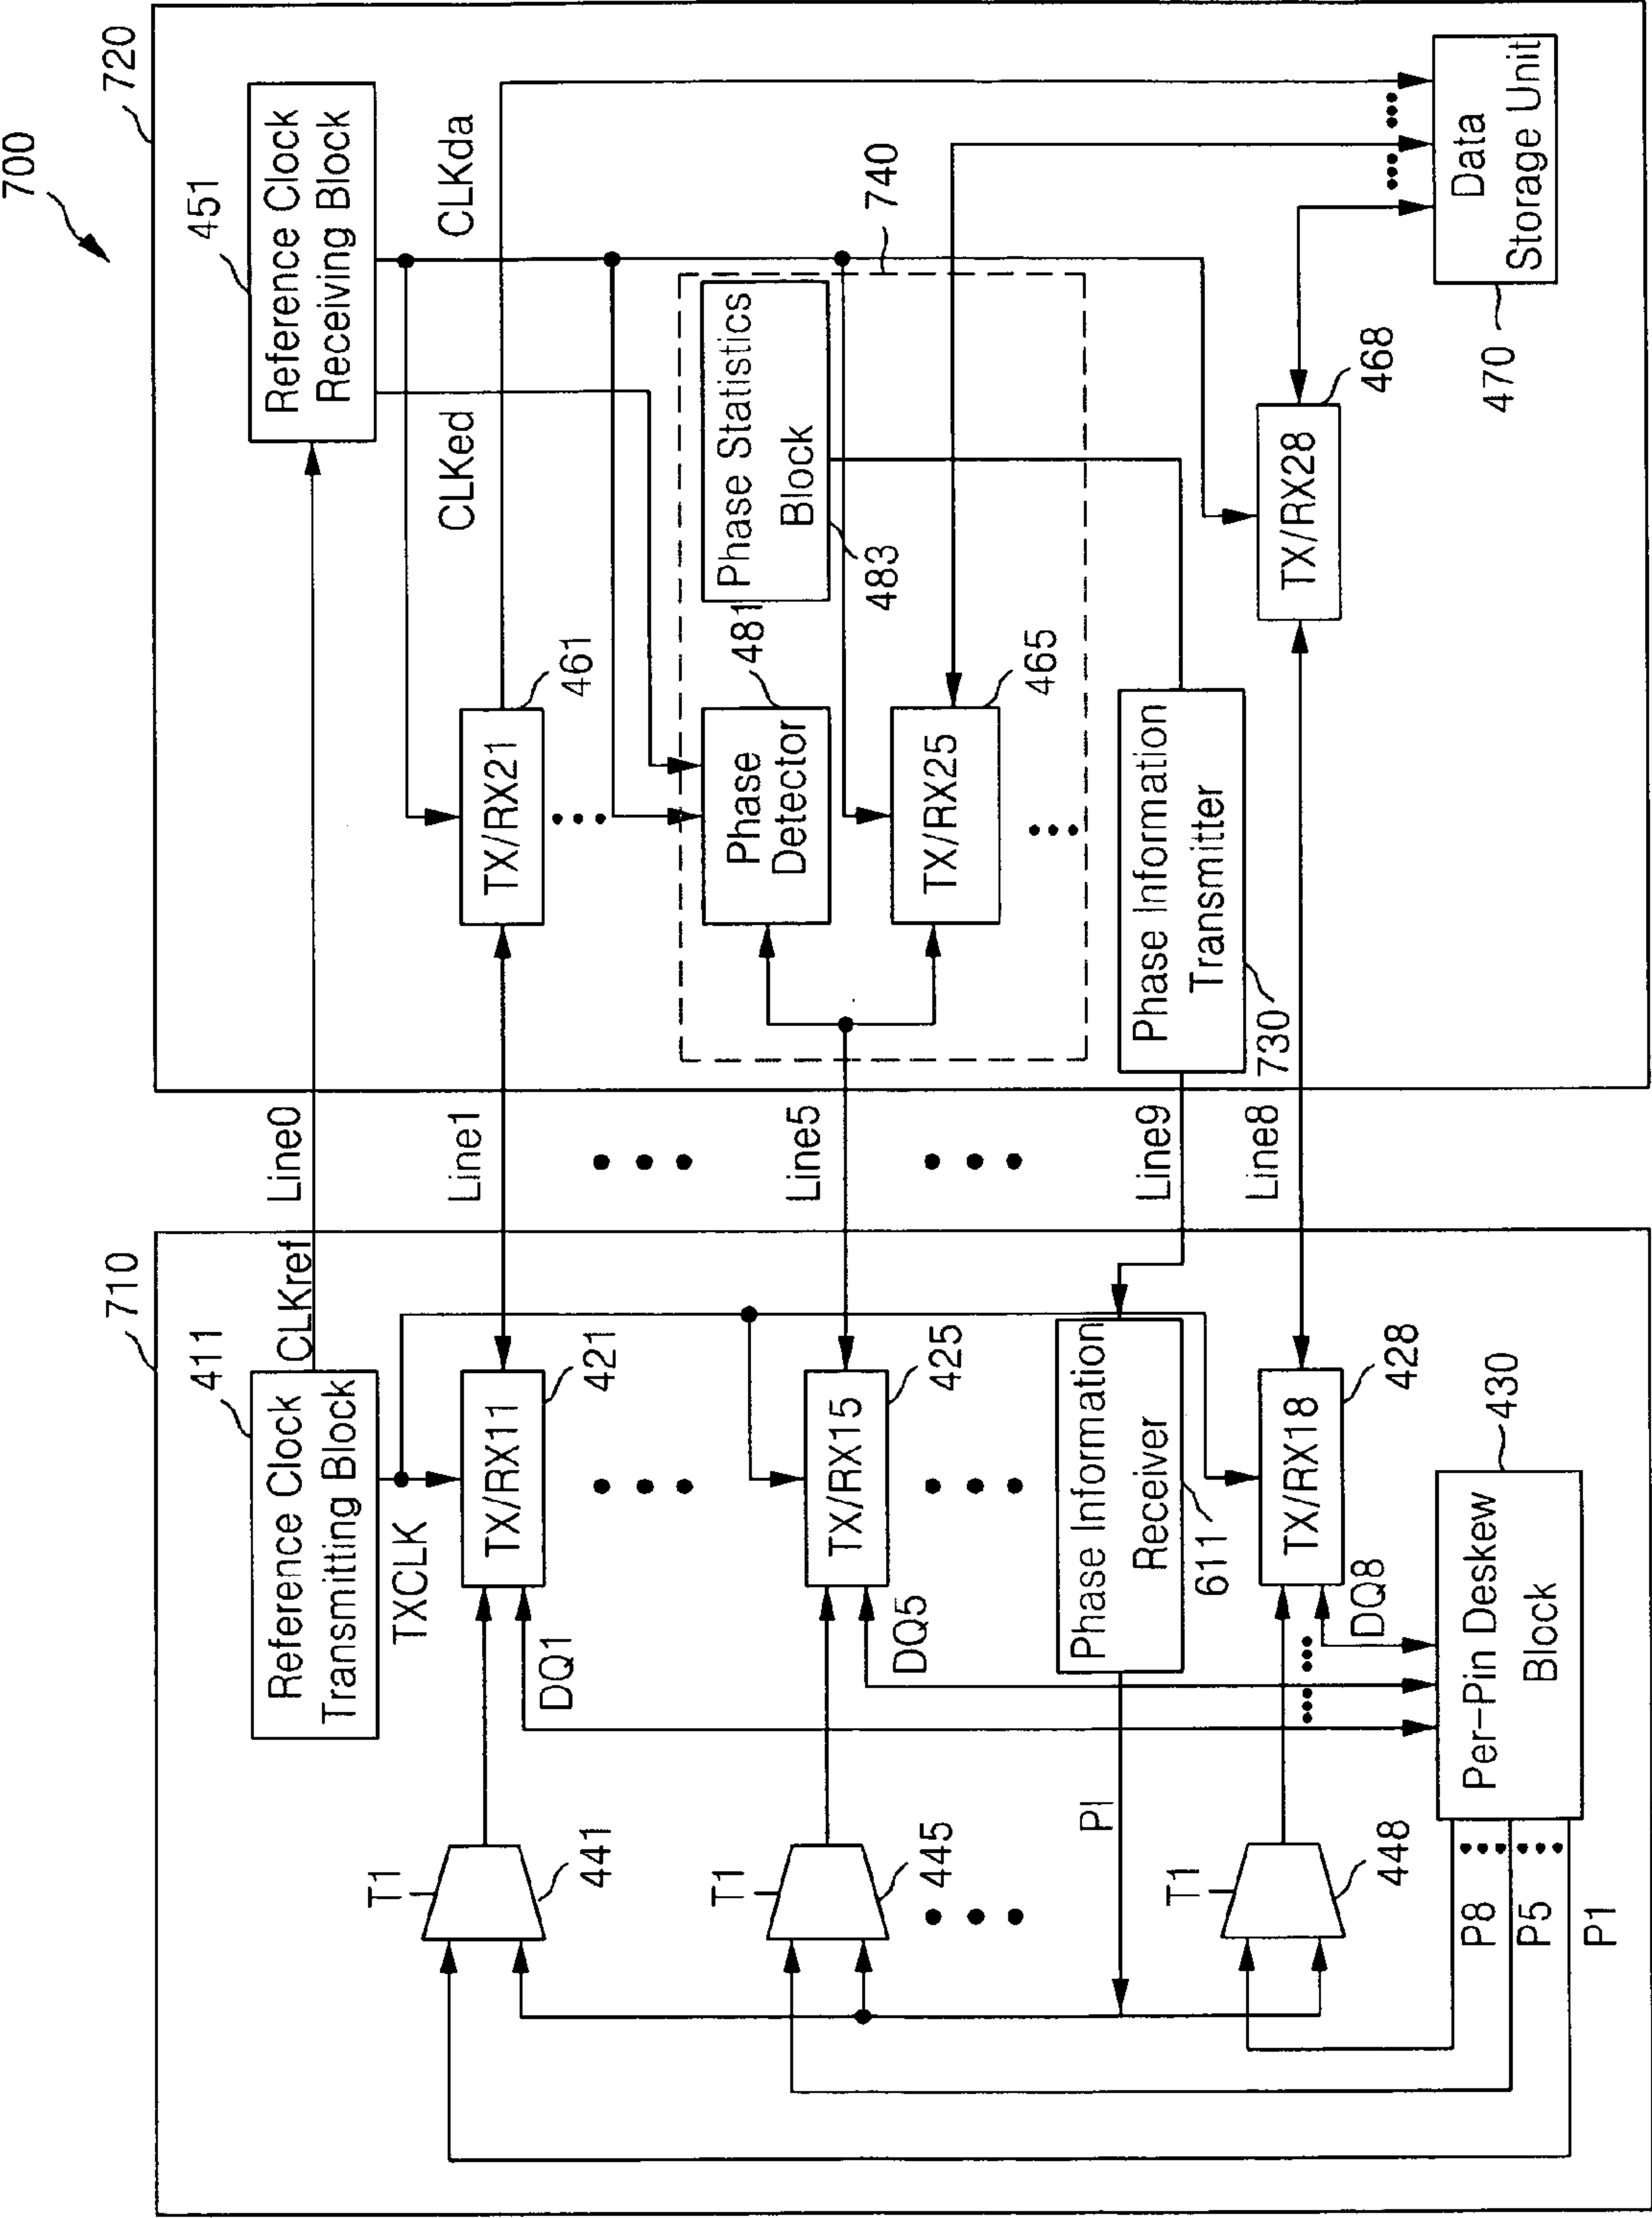 700
710
720
411
Reference Clock
Transmitting Block
CLKref
Line0
451
Reference Clock
Receiving Block
TXCLK
CLKed
CLKda
T1
441
DQ1
TX/RX11
421
Line1
TX/RX21
461
Phase
Detector
481
Phase Statistics
Block
483
740
T1
445
DQ5
TX/RX15
425
Line5
TX/RX25
465
PI
Phase Information
Receiver
611
Line9
Phase Information
Transmitter
730
T1
448
DQ8
TX/RX18
428
Line8
TX/RX28
468
P8
P5
P1
Per-Pin Deskew
Block
430
Data
Storage Unit
470